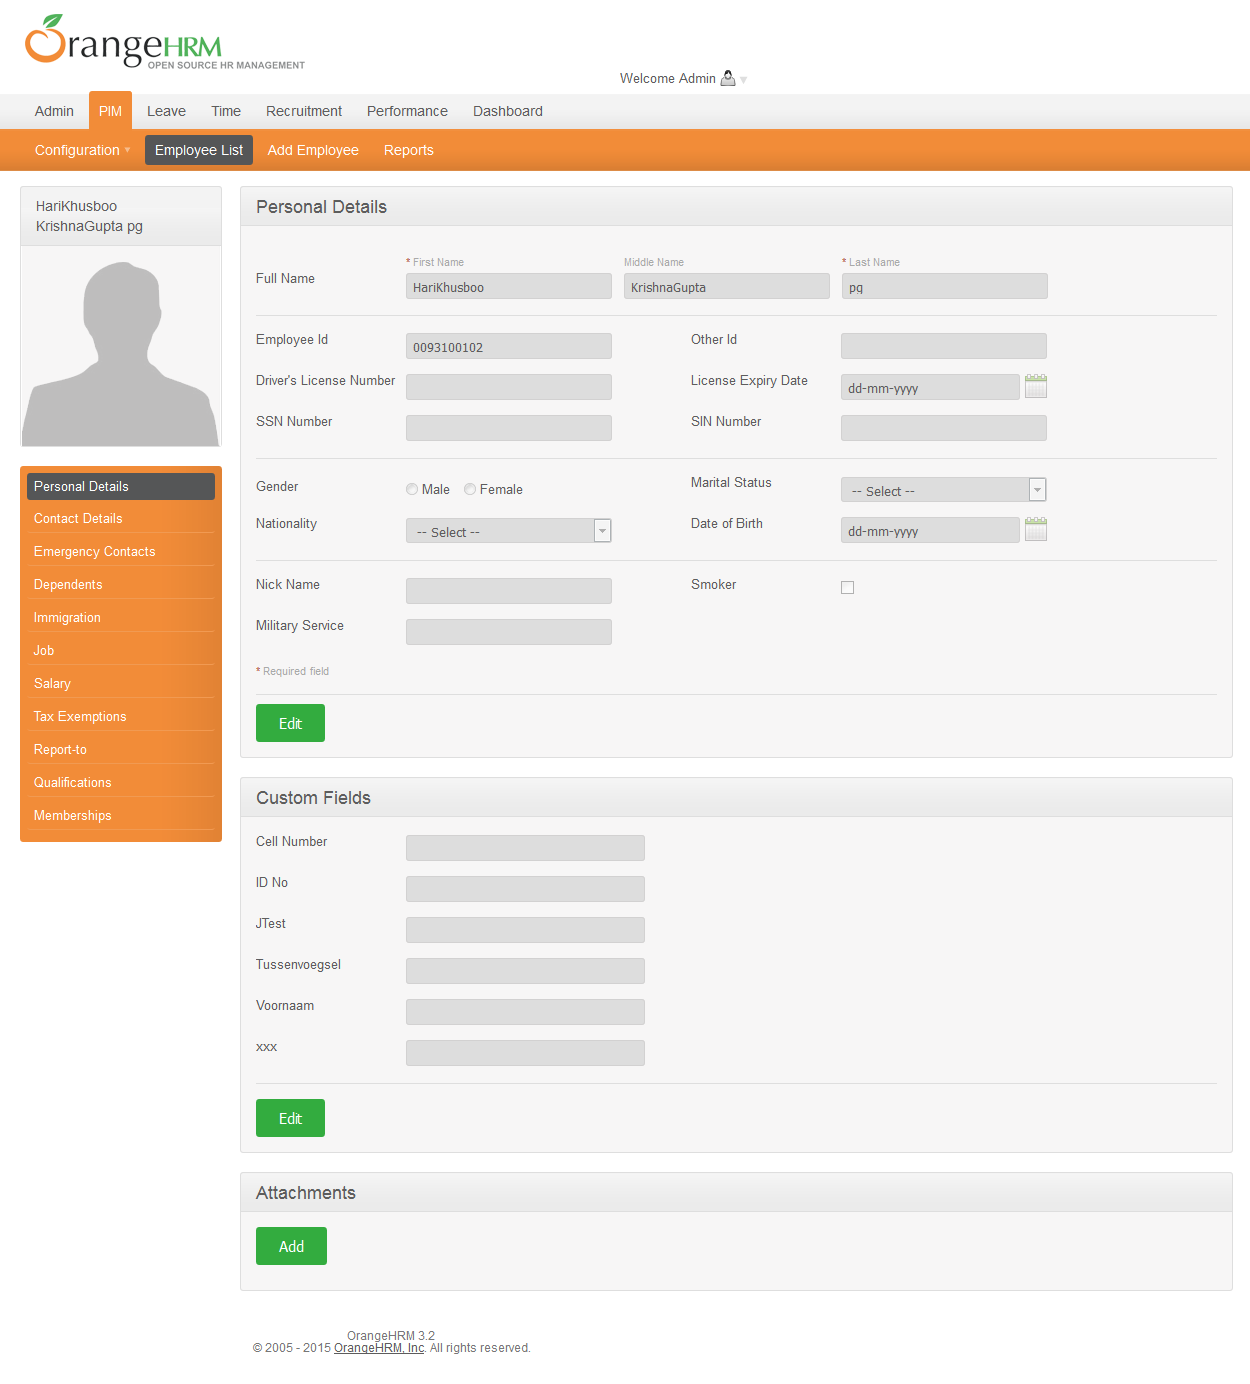 OrangeHRM
OPEN SOURCE HR MANAGEMENT
Welcome Admin
Admin PIM Leave Time Recruitment Performance Dashboard
Configuration Employee List Add Employee Reports
HariKhusboo
KrishnaGupta pg
Personal Details
Contact Details
Emergency Contacts
Dependents
Immigration
Job
Salary
Tax Exemptions
Report-to
Qualifications
Memberships
Personal Details
* First Name Middle Name * Last Name
Full Name HariKhusboo KrishnaGupta pg
Employee Id 0093100102 Other Id
Driver's License Number License Expiry Date dd-mm-yyyy
SSN Number SIN Number
Gender Male Female Marital Status -- Select --
Nationality -- Select -- Date of Birth dd-mm-yyyy
Nick Name Smoker
Military Service
* Required field
Edit
Custom Fields
Cell Number
ID No
JTest
Tussenvoegsel
Voornaam
xxx
Edit
Attachments
Add
OrangeHRM 3.2
© 2005 - 2015 OrangeHRM, Inc. All rights reserved.